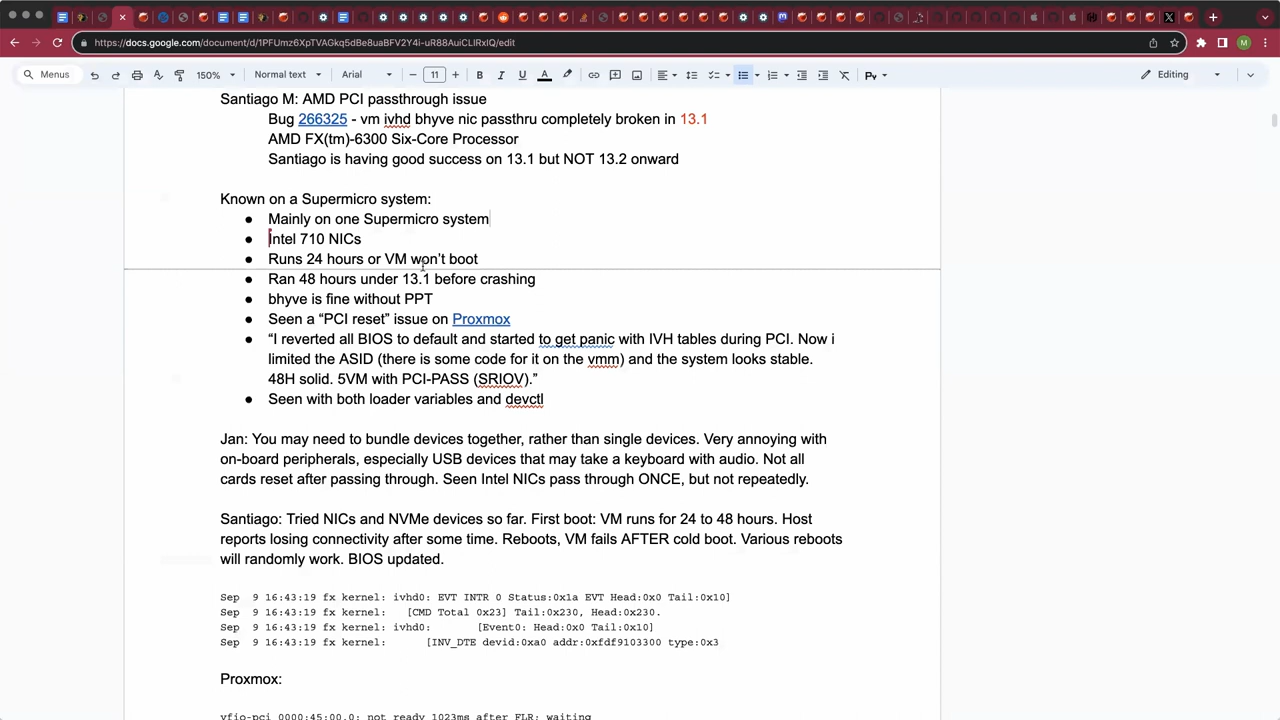 https://docs.google.com/document/d/1PFUmz6XpTVAGkq5dBe8uaBFV2Y4i-uR88AuiCLlRxIQ/edit
Menus 150% Normal text Arial 11 Editing
Santiago M: AMD PCI passthrough issue
Bug 266325 - vm ivhd bhyve nic passthru completely broken in 13.1
AMD FX(tm)-6300 Six-Core Processor
Santiago is having good success on 13.1 but NOT 13.2 onward
Known on a Supermicro system:
● Mainly on one Supermicro system
● Intel 710 NICs
● Runs 24 hours or VM won't boot
● Ran 48 hours under 13.1 before crashing
● bhyve is fine without PPT
● Seen a “PCI reset” issue on Proxmox
● “I reverted all BIOS to default and started to get panic with IVH tables during PCI. Now i
limited the ASID (there is some code for it on the vmm) and the system looks stable.
48H solid. 5VM with PCI-PASS (SRIOV).”
● Seen with both loader variables and devctl
Jan: You may need to bundle devices together, rather than single devices. Very annoying with
on-board peripherals, especially USB devices that may take a keyboard with audio. Not all
cards reset after passing through. Seen Intel NICs pass through ONCE, but not repeatedly.
Santiago: Tried NICs and NVMe devices so far. First boot: VM runs for 24 to 48 hours. Host
reports losing connectivity after some time. Reboots, VM fails AFTER cold boot. Various reboots
will randomly work. BIOS updated.
Sep  9 16:43:19 fx kernel: ivhd0: EVT INTR 0 Status:0x1a EVT Head:0x0 Tail:0x10]
Sep  9 16:43:19 fx kernel:   [CMD Total 0x23] Tail:0x230, Head:0x230.
Sep  9 16:43:19 fx kernel: ivhd0:       [Event0: Head:0x0 Tail:0x10]
Sep  9 16:43:19 fx kernel:     [INV_DTE devid:0xa0 addr:0xfdf9103300 type:0x3
Proxmox:
vfio-pci 0000:45:00.0: not ready 1023ms after FLR; waiting